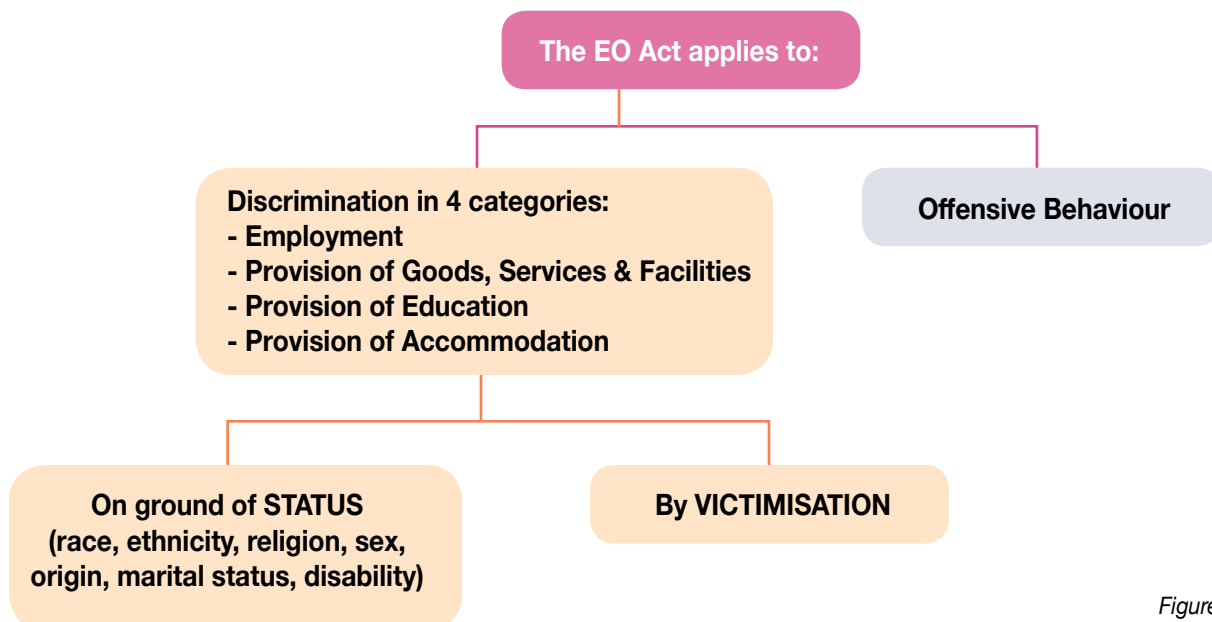 The EO Act applies to:
Discrimination in 4 categories:
- Employment
- Provision of Goods, Services & Facilities
- Provision of Education
- Provision of Accommodation
Offensive Behaviour
On ground of STATUS
(race, ethnicity, religion, sex,
origin, marital status, disability)
By VICTIMISATION
Figure